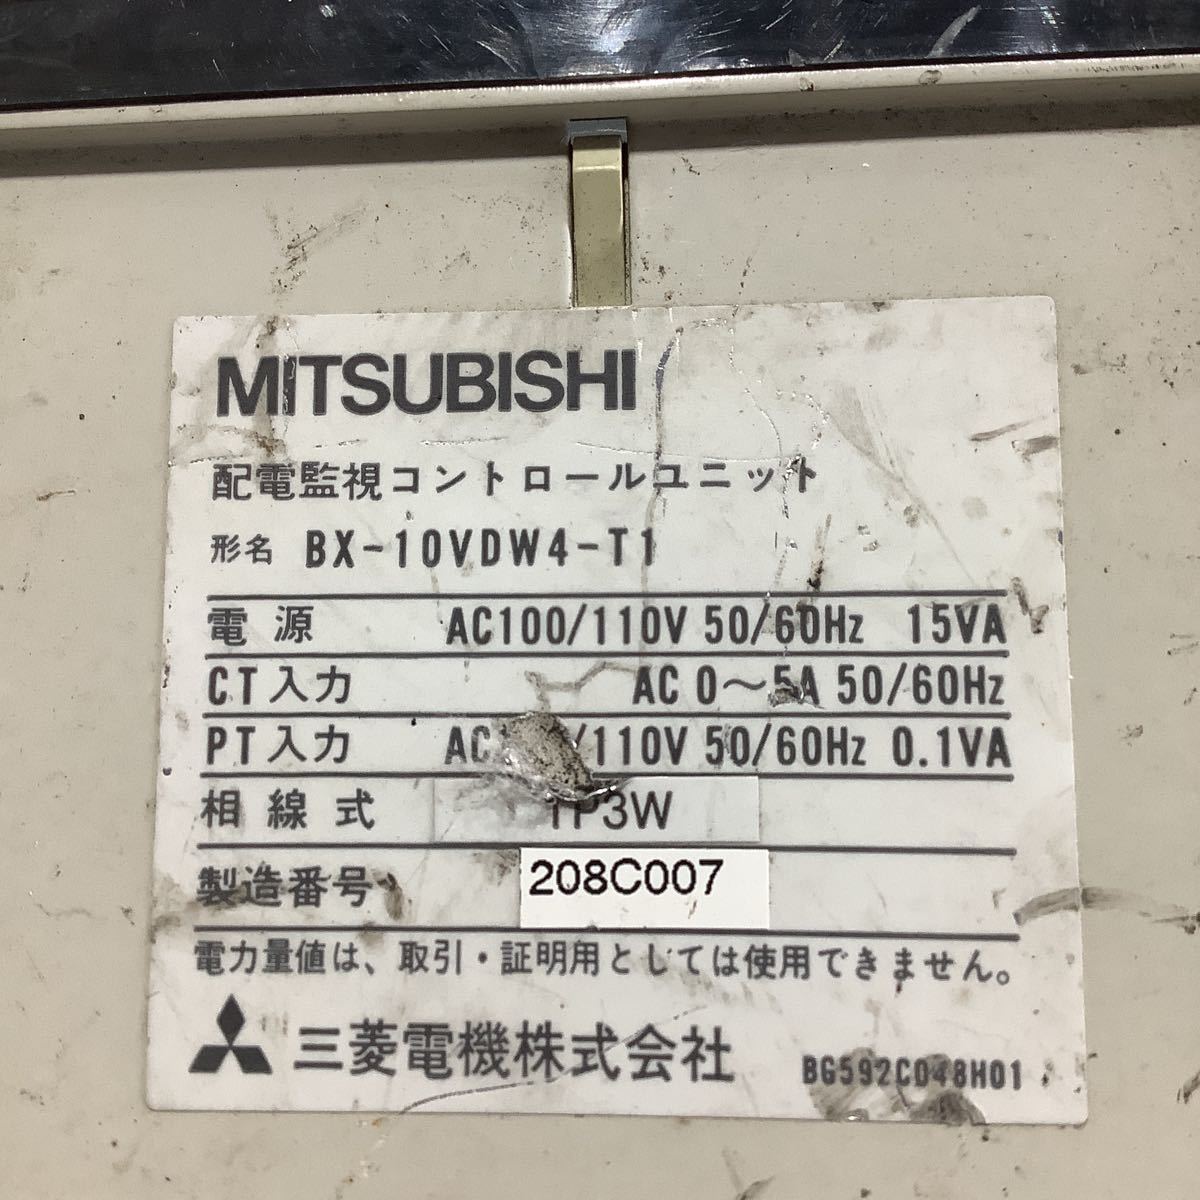 MITSUBISHI
配電監視コントロールユニット
形名 BX-10VDW4-T1
電源 AC100/110V 50/60Hz 15VA
CT入力 AC 0～5A 50/60Hz
PT入力 /110V 50/60Hz 0.1VA
相線式 1P3W
製造番号 208C007
電力量値は、取引・証明用としては使用できません。
三菱電機株式会社 BG592C048H01